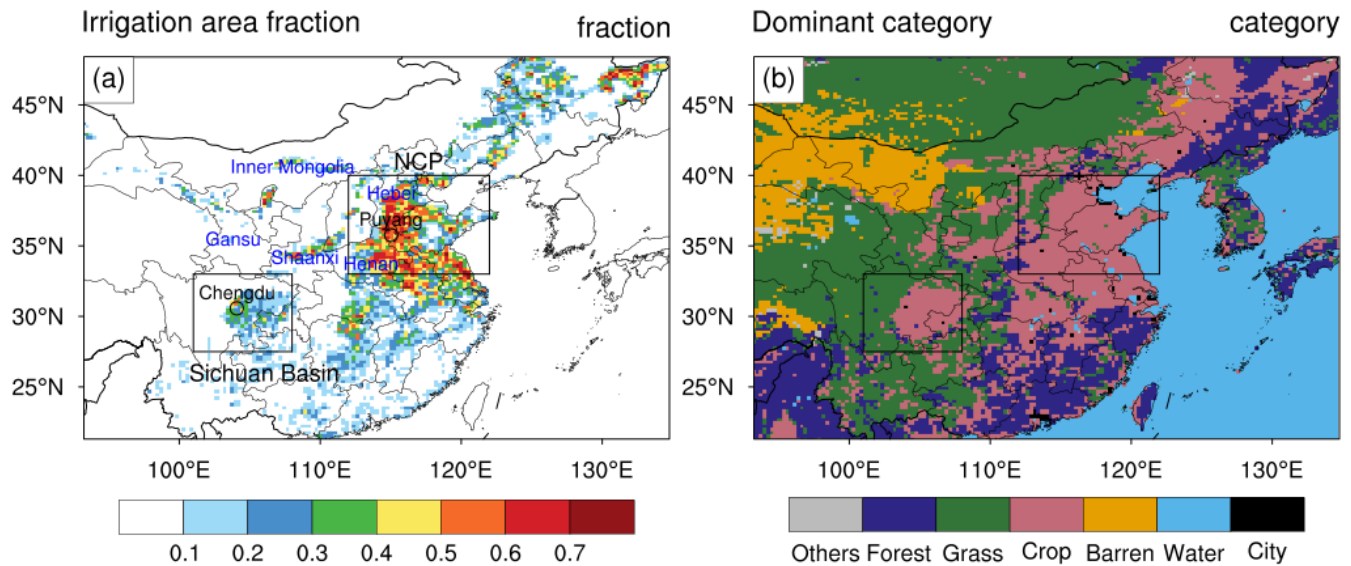 Irrigation area fraction
fraction
(a)
45°N
40°N
35°N
30°N
25°N
Inner Mongolia
NCP
Hebei
Puyang
Gansu
Shaanxi
Henan
Chengdu
Sichuan Basin
100°E
110°E
120°E
130°E
0.1
0.2
0.3
0.4
0.5
0.6
0.7
Dominant category
category
(b)
45°N
40°N
35°N
30°N
25°N
100°E
110°E
120°E
130°E
Others
Forest
Grass
Crop
Barren
Water
City